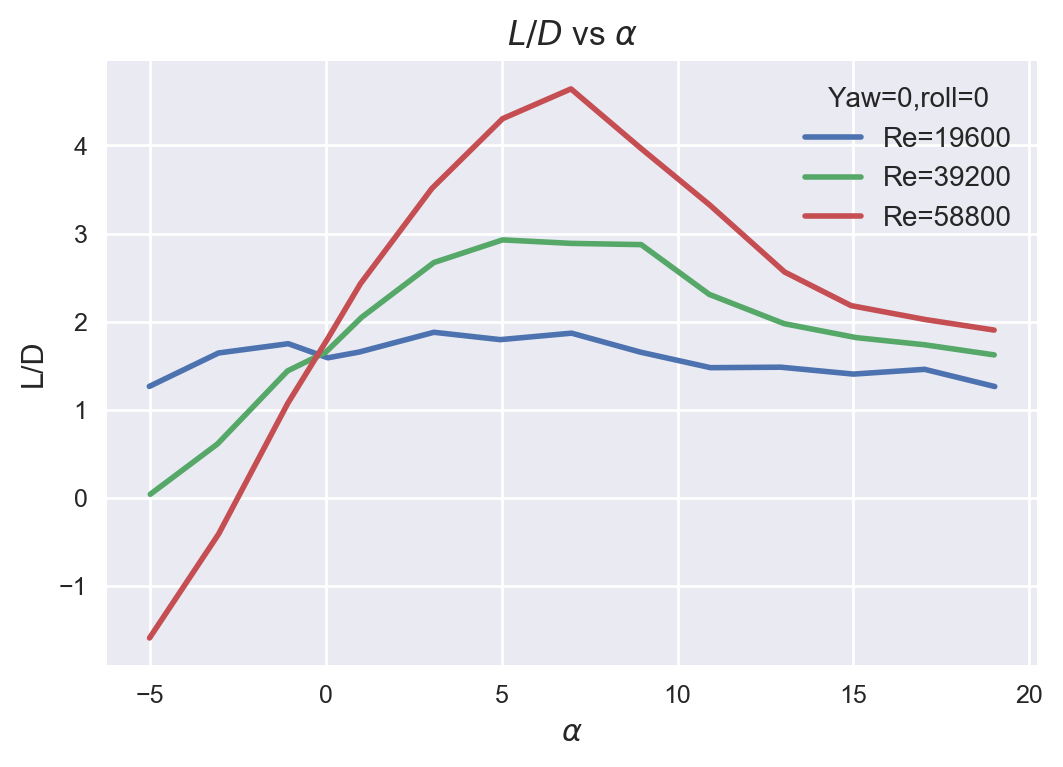 L/D vs α
Yaw=0,roll=0
Re=19600
Re=39200
Re=58800
4
3
2
1
0
−1
L/D
−5
0
5
10
15
20
α